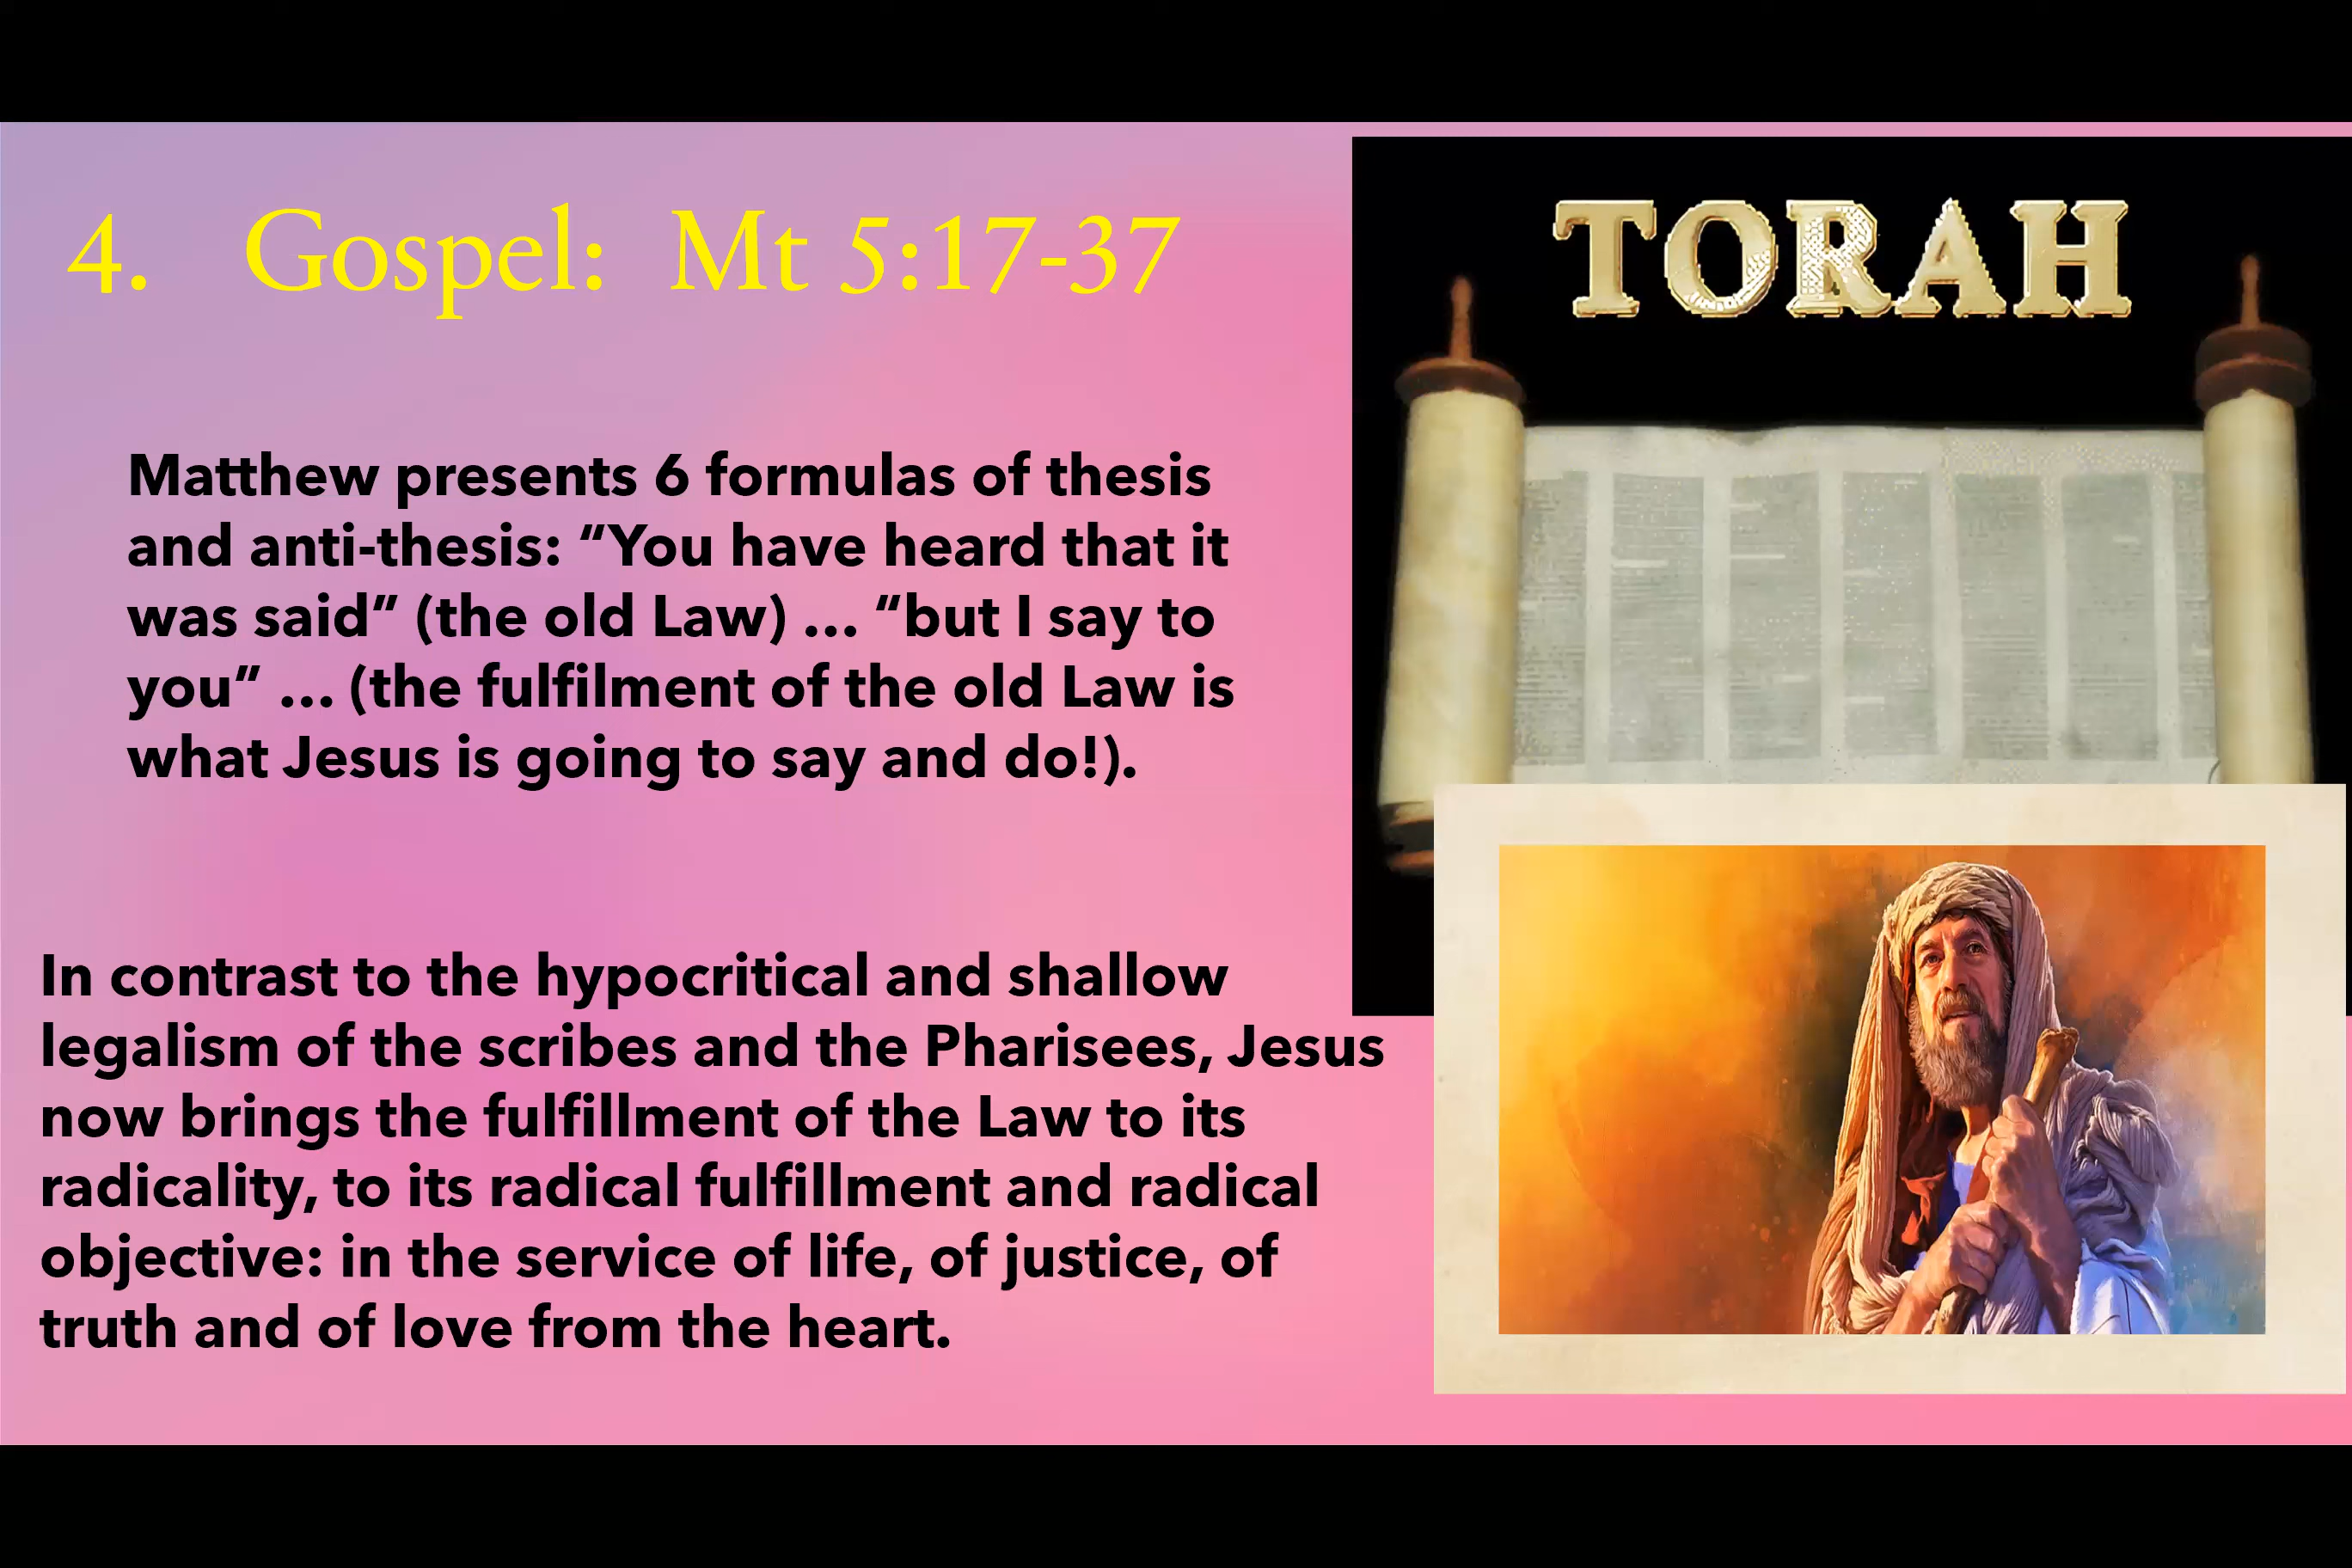 4. Gospel: Mt 5:17-37
TORAH
Matthew presents 6 formulas of thesis
and anti-thesis: “You have heard that it
was said” (the old Law) ... “but I say to
you” ... (the fulfilment of the old Law is
what Jesus is going to say and do!).
In contrast to the hypocritical and shallow
legalism of the scribes and the Pharisees, Jesus
now brings the fulfillment of the Law to its
radicality, to its radical fulfillment and radical
objective: in the service of life, of justice, of
truth and of love from the heart.